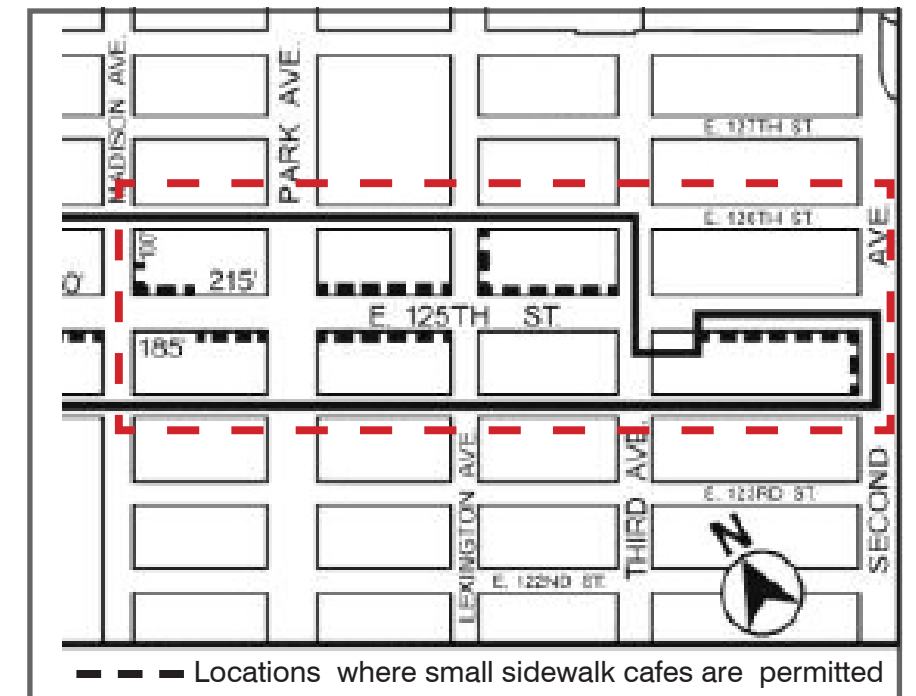 MADISON AVE.
PARK AVE.
E. 127TH ST.
E. 126TH ST.
AVE.
100'
0'
215'
E. 125TH ST.
185'
LEXINGTON AVE.
THIRD AVE.
E. 123RD ST.
SECOND
N
E. 122ND ST.
Locations where small sidewalk cafes are permitted